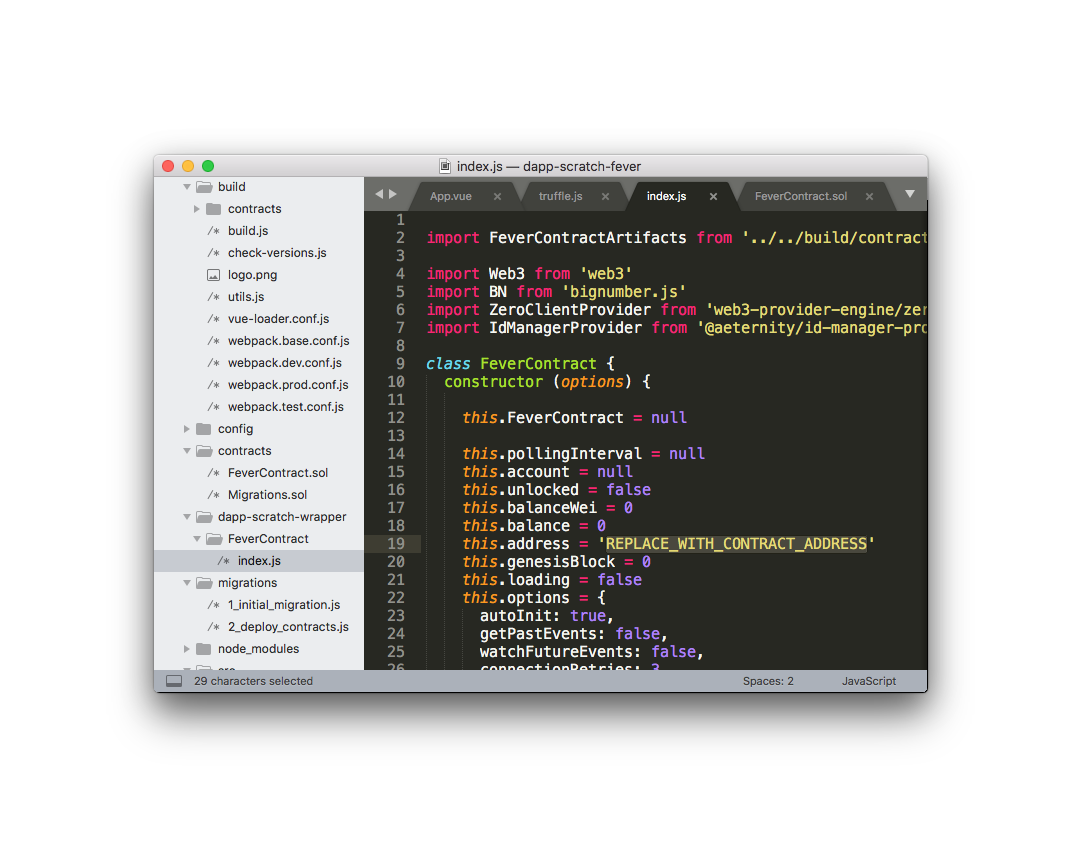 index.js — dapp-scratch-fever
build
contracts
/* build.js
/* check-versions.js
logo.png
/* utils.js
/* vue-loader.conf.js
/* webpack.base.conf.js
/* webpack.dev.conf.js
/* webpack.prod.conf.js
/* webpack.test.conf.js
config
contracts
/* FeverContract.sol
/* Migrations.sol
dapp-scratch-wrapper
FeverContract
/* index.js
migrations
/* 1_initial_migration.js
/* 2_deploy_contracts.js
node_modules
App.vue × truffle.js × index.js × FeverContract.sol ×
1
2 import FeverContractArtifacts from '../../build/contract
3
4 import Web3 from 'web3'
5 import BN from 'bignumber.js'
6 import ZeroClientProvider from 'web3-provider-engine/zer
7 import IdManagerProvider from '@aeternity/id-manager-pro
8
9 class FeverContract {
10 constructor (options) {
11
12 this.FeverContract = null
13
14 this.pollingInterval = null
15 this.account = null
16 this.unlocked = false
17 this.balanceWei = 0
18 this.balance = 0
19 this.address = 'REPLACE_WITH_CONTRACT_ADDRESS'
20 this.genesisBlock = 0
21 this.loading = false
22 this.options = {
23 autoInit: true,
24 getPastEvents: false,
25 watchFutureEvents: false,
26 connectionRetries: 3
29 characters selected
Spaces: 2
JavaScript